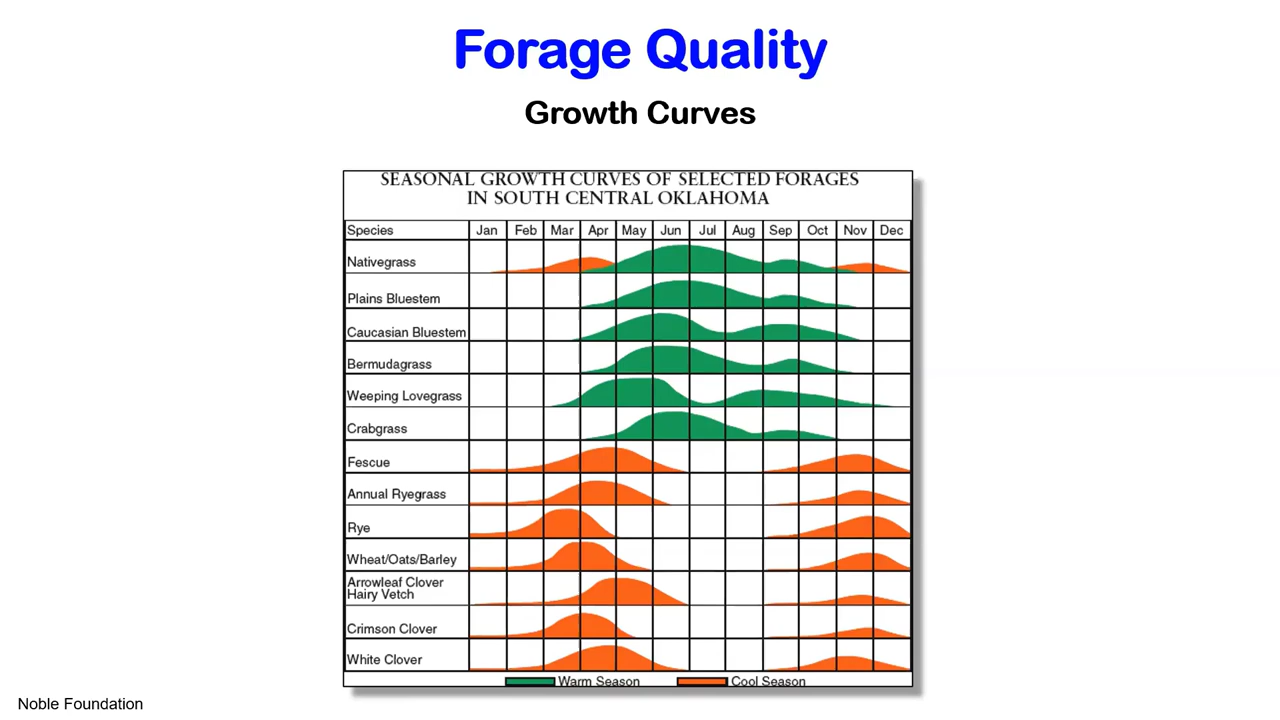 Forage Quality
Growth Curves
SEASONAL GROWTH CURVES OF SELECTED FORAGES
IN SOUTH CENTRAL OKLAHOMA
Species Jan Feb Mar Apr May Jun Jul Aug Sep Oct Nov Dec
Nativegrass
Plains Bluestem
Caucasian Bluestem
Bermudagrass
Weeping Lovegrass
Crabgrass
Fescue
Annual Ryegrass
Rye
Wheat/Oats/Barley
Arrowleaf Clover
Hairy Vetch
Crimson Clover
White Clover
Warm Season Cool Season
Noble Foundation